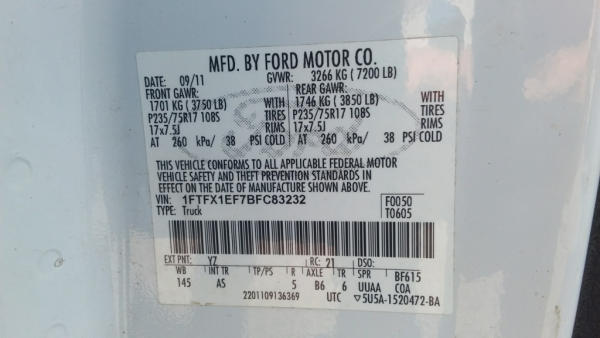 MFD. BY FORD MOTOR CO.
DATE: 09/11 GVWR: 3266 KG ( 7200 LB)
FRONT GAWR: REAR GAWR:
1701 KG ( 3750 LB) WITH 1746 KG ( 3850 LB) WITH
P235/75R17 108S TIRES P235/75R17 108S TIRES
17x7.5J RIMS 17x7.5J RIMS
AT 260 kPa/ 38 PSI COLD AT 260 kPa/ 38 PSI COLD
THIS VEHICLE CONFORMS TO ALL APPLICABLE FEDERAL MOTOR
VEHICLE SAFETY AND THEFT PREVENTION STANDARDS IN
EFFECT ON THE DATE OF MANUFACTURE SHOWN ABOVE.
VIN: 1FTFX1EF7BFC83232 F0050
TYPE: Truck T0605
EXT PNT: YZ RC: 21 DSO:
WB INT TR TP/PS R AXLE TR SPR BF615
145 AS 5 B6 6 UUAA COA
2201109136369 UTC ▽5U5A-1520472-BA
Ford